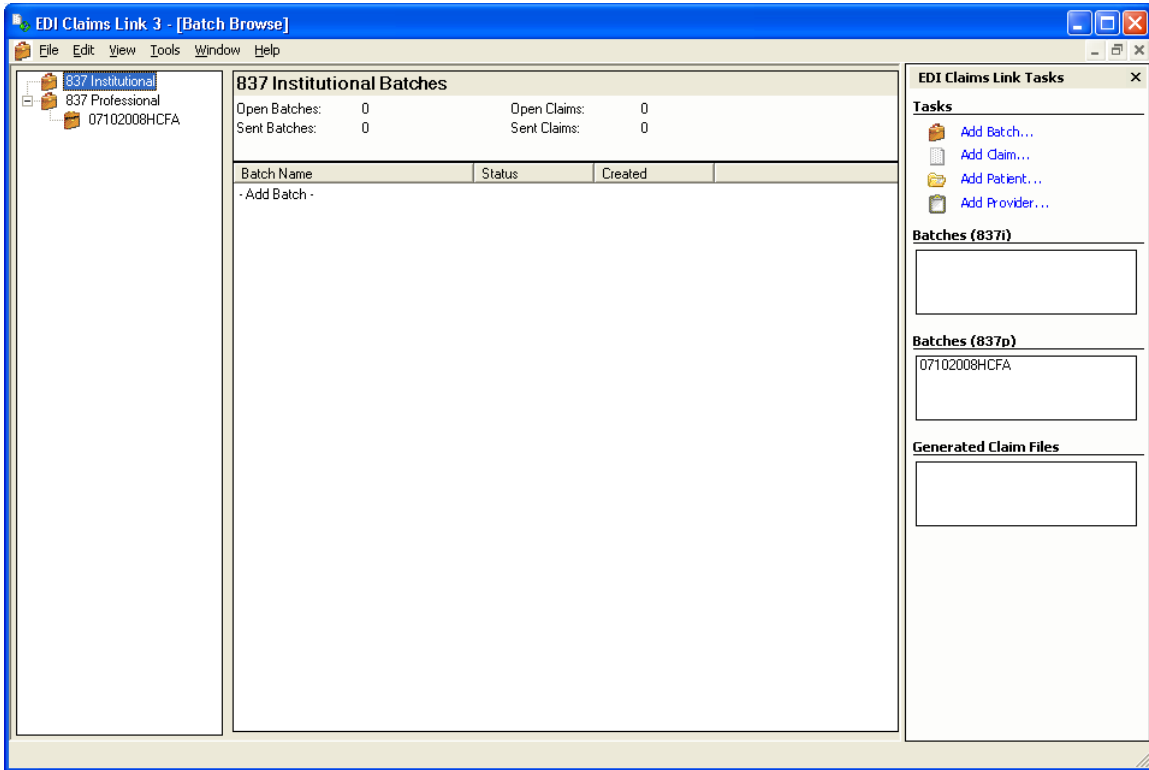 EDI Claims Link 3 - [Batch Browse]
File Edit View Tools Window Help
837 Institutional
837 Professional
07102008HCFA
837 Institutional Batches
Open Batches: 0 Open Claims: 0
Sent Batches: 0 Sent Claims: 0
Batch Name Status Created
- Add Batch -
EDI Claims Link Tasks
Tasks
Add Batch...
Add Claim...
Add Patient...
Add Provider...
Batches (837i)
Batches (837p)
07102008HCFA
Generated Claim Files